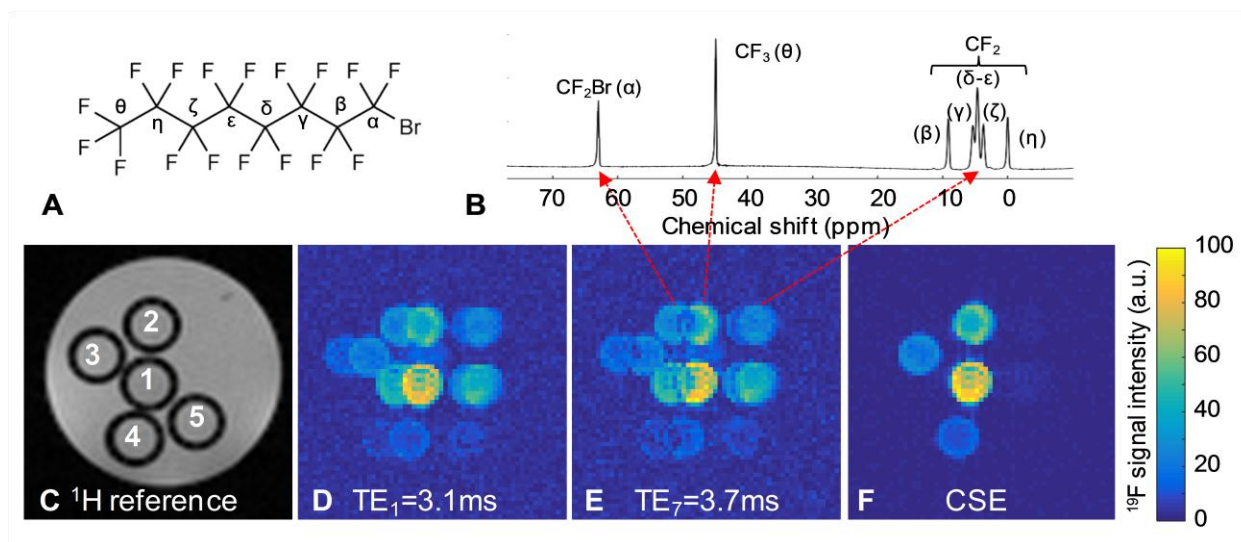 F F F F F F F F
F θ ζ ε δ γ β
F η α
F Br
F F F F F F
A
CF₂Br (α)
CF₃ (θ)
CF₂
(δ-ε)
(γ) (ζ)
(β) (η)
B
70 60 50 40 30 20 10 0
Chemical shift (ppm)
2
3
1
5
4
C ¹H reference
D TE₁=3.1ms
E TE₇=3.7ms
F CSE
100
80
60
40
20
0
¹⁹F signal intensity (a.u.)